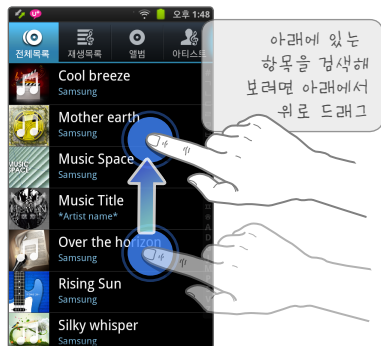 오후 1:48
전체목록 재생목록 앨범 아티스트
아래에 있는
항목을 검색해
보려면 아래에서
위로 드래그
Cool breeze
Samsung
Mother earth
Samsung
Music Space
Samsung
Music Title
*Artist name*
Over the horizon
Samsung
Rising Sun
Samsung
Silky whisper
Samsung